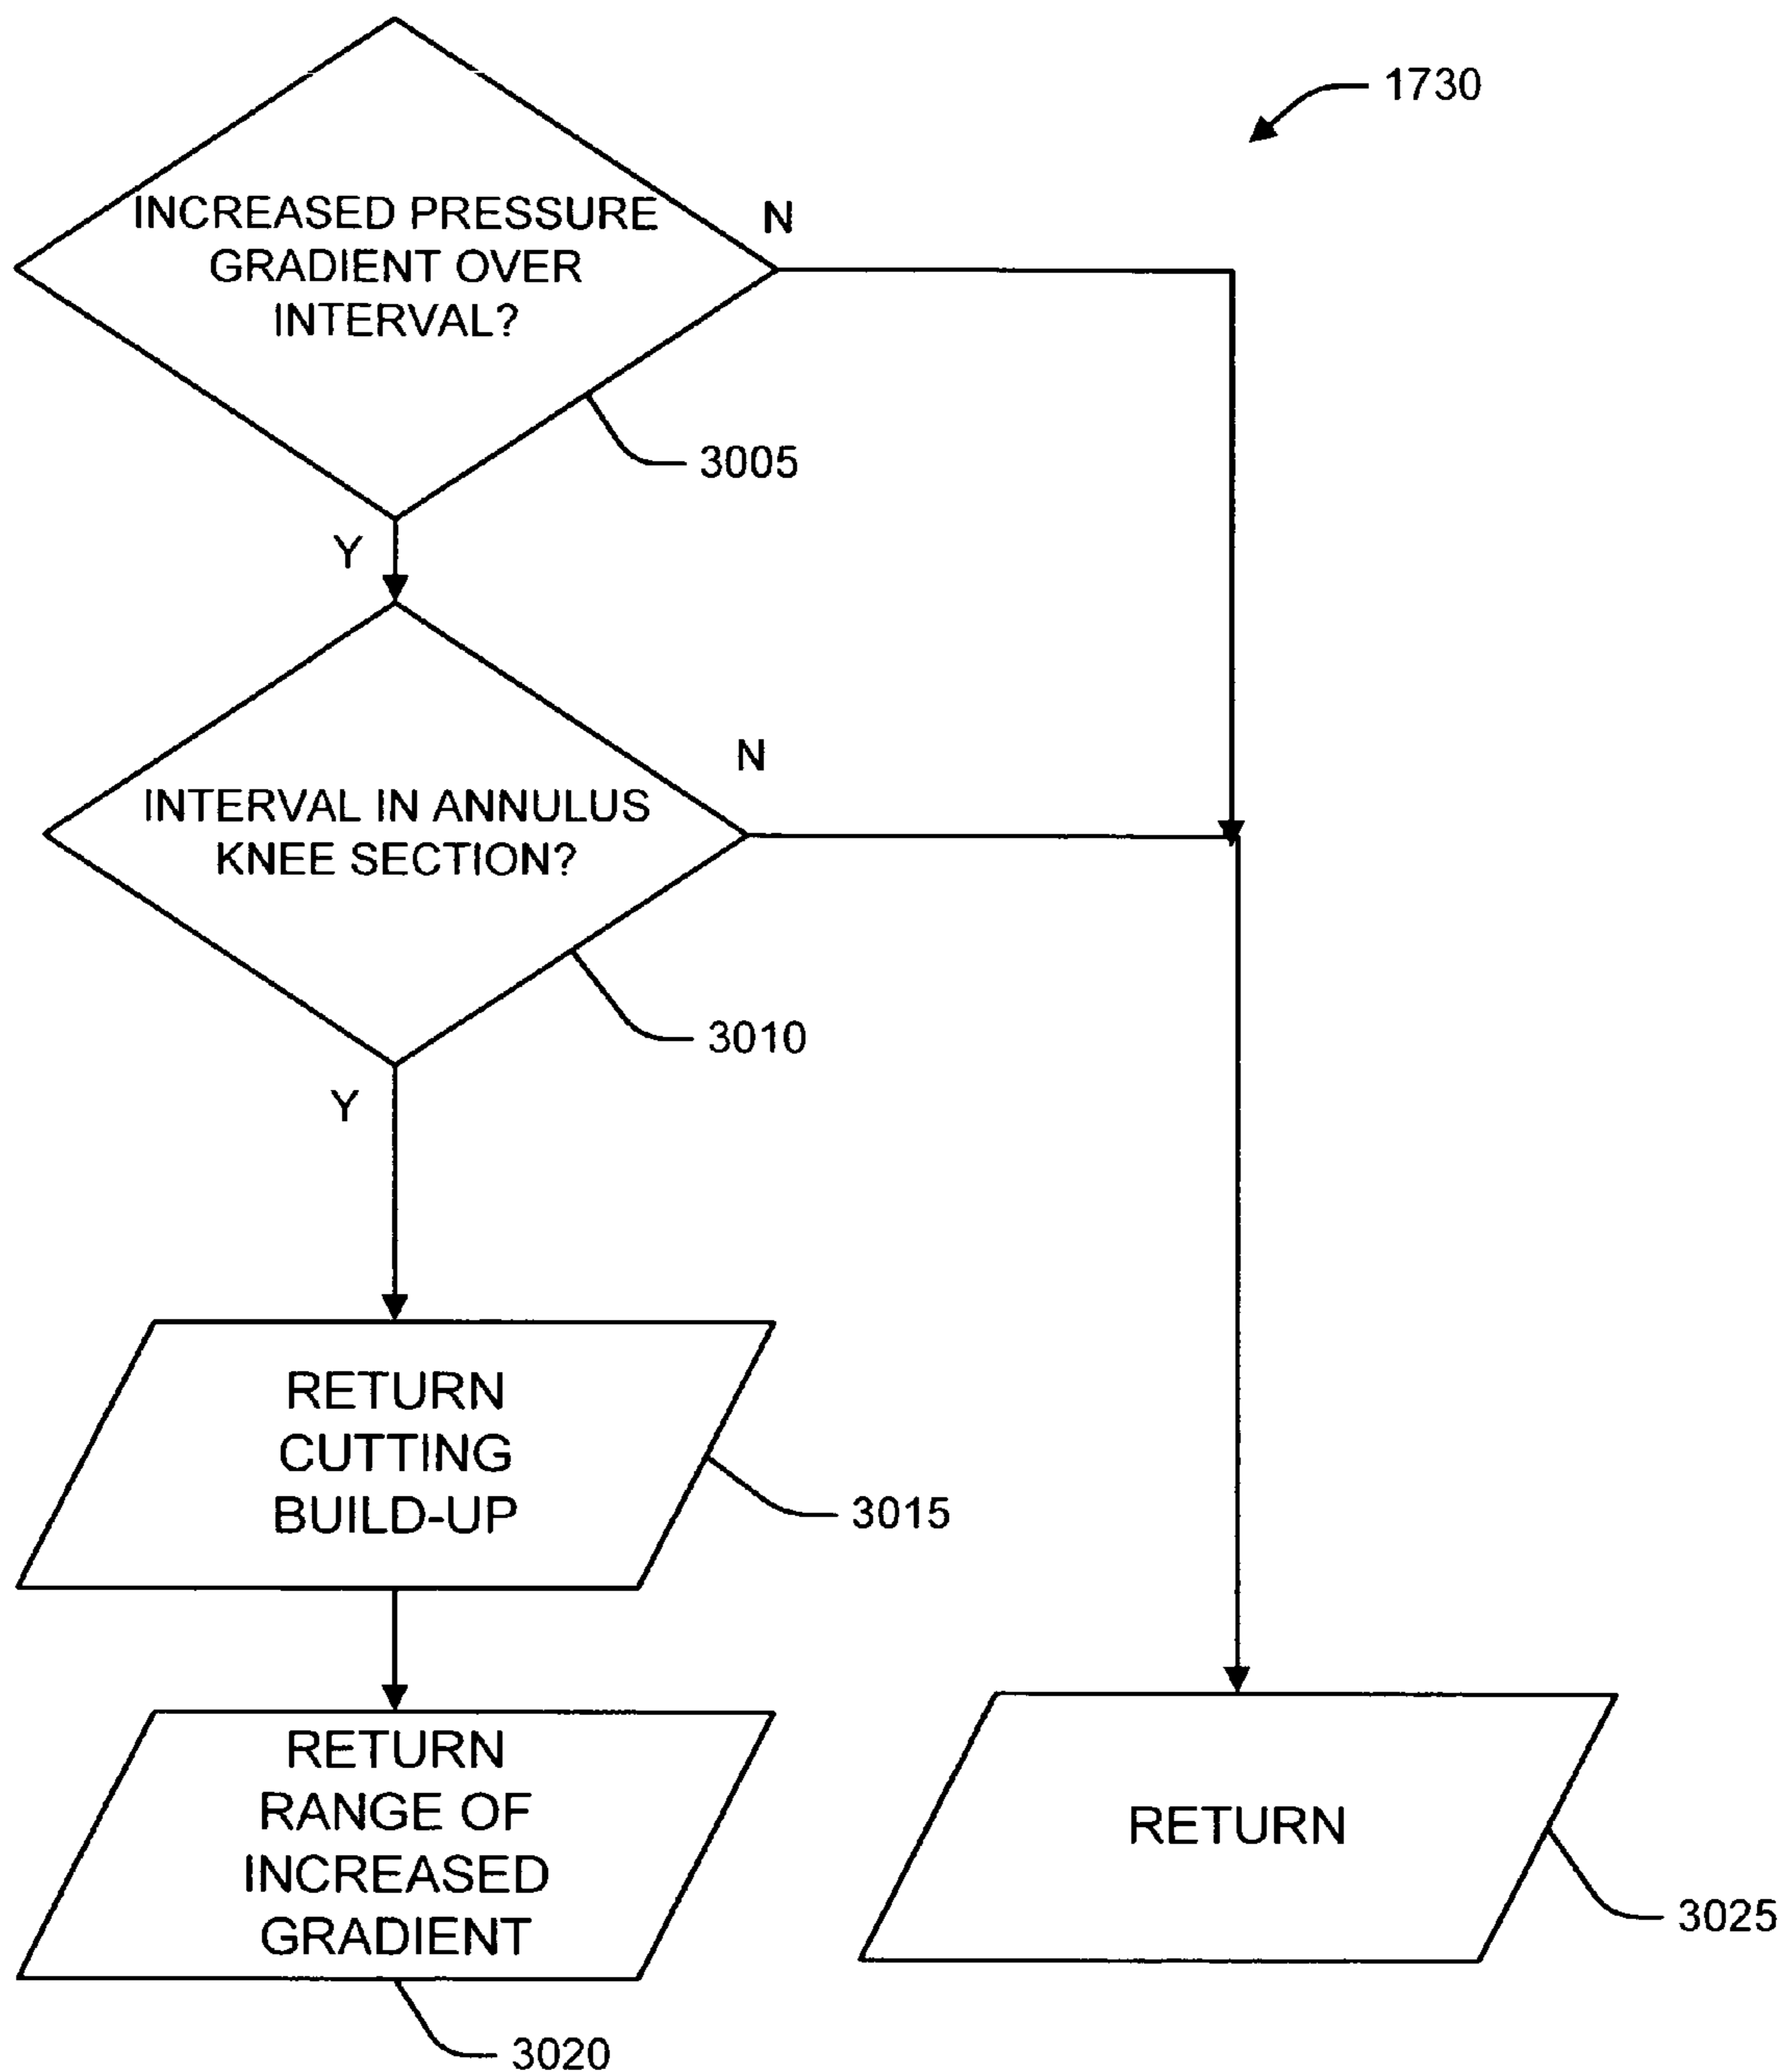 1730
INCREASED PRESSURE
GRADIENT OVER
INTERVAL?
N
3005
Y
INTERVAL IN ANNULUS
KNEE SECTION?
N
3010
Y
RETURN
CUTTING
BUILD-UP
3015
RETURN
RANGE OF
INCREASED
GRADIENT
3020
RETURN
3025